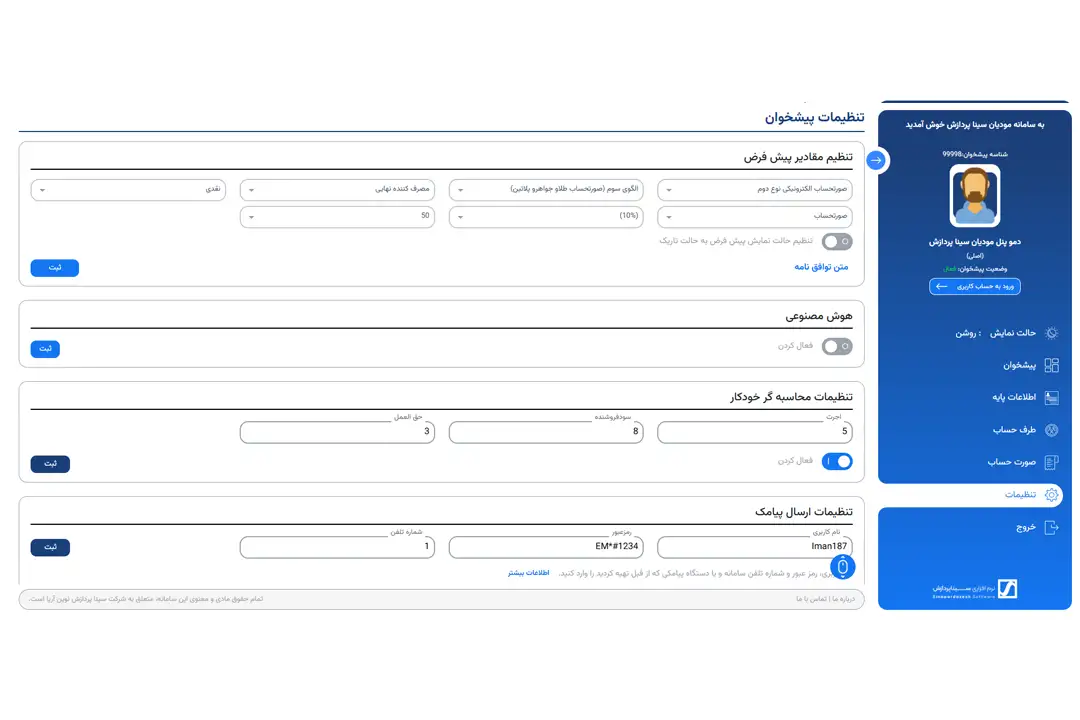 به سامانه مودیان سینا پردازش خوش آمدید
شناسه پیشخوان:99998
دمو پنل مودیان سینا پردازش
(اصلی)
وضعیت پیشخوان: فعال
ورود به حساب کاربری
حالت نمایش : روشن
پیشخوان
اطلاعات پایه
طرف حساب
صورت حساب
تنظیمات
خروج
نرم افزاری سیناپردازش
Software
تنظیمات پیشخوان
تنظیم مقادیر پیش فرض
صورتحساب الکترونیکی نوع دوم
الگوی سوم (صورتحساب طلاو جواهرو پلاتین)
مصرف کننده نهایی
نقدی
صورتحساب
(10%)
50
تنظیم حالت نمایش پیش فرض به حالت تاریک
متن توافق نامه
ثبت
هوش مصنوعی
فعال کردن
ثبت
تنظیمات محاسبه گر خودکار
اجرت
5
سودفروشنده
8
حق العمل
3
فعال کردن
ثبت
تنظیمات ارسال پیامک
نام کاربری
Iman187
رمزعبور
EM*#1234
شماره تلفن
1
ثبت
رمز عبور و شماره تلفن سامانه و یا دستگاه پیامکی که از قبل تهیه کردید را وارد کنید. اطلاعات بیشتر
درباره ما | تماس با ما
تمام حقوق مادی و معنوی این سامانه، متعلق به شرکت سینا پردازش نوین آریا است.